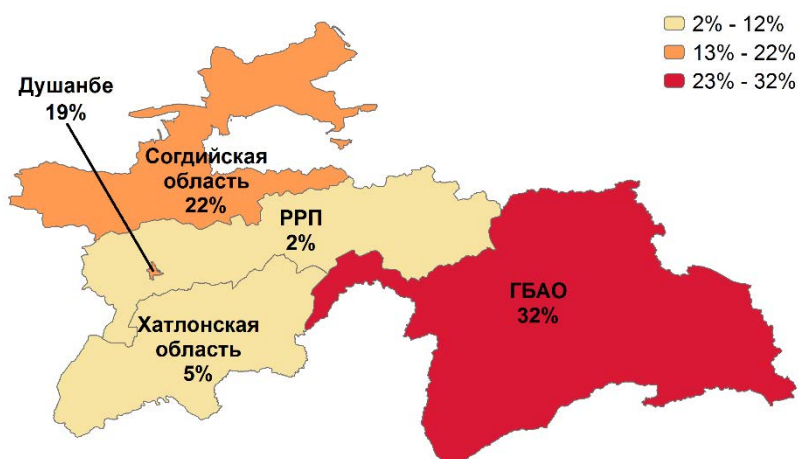 2% - 12%
13% - 22%
23% - 32%
Душанбе
19%
Согдийская
область
22%
РРП
2%
ГБАО
32%
Хатлонская
область
5%